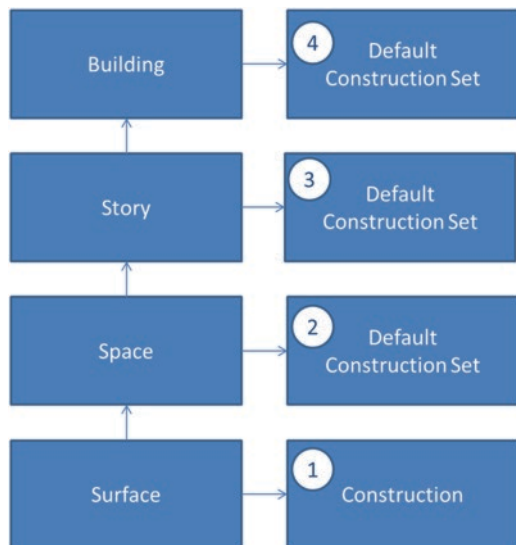 Building
4
Default
Construction Set
Story
3
Default
Construction Set
Space
2
Default
Construction Set
Surface
1
Construction